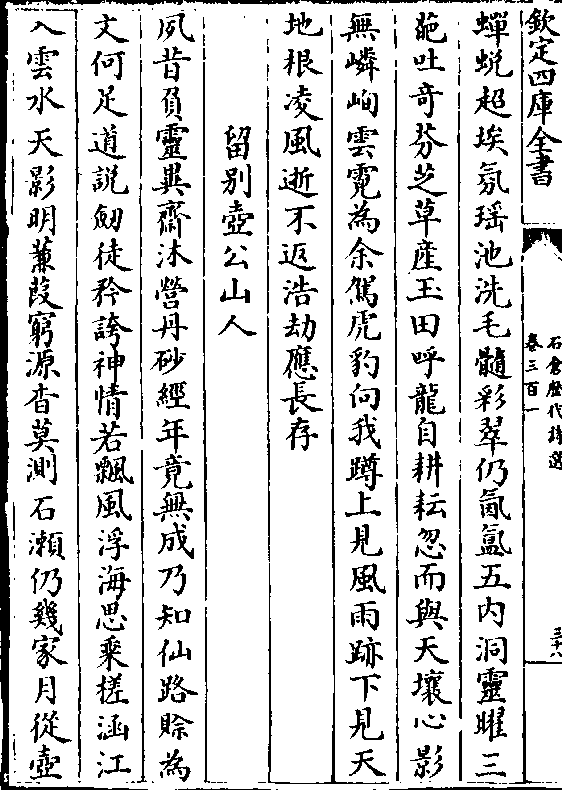 欽定四庫全書
石倉歷代詩選
卷三百一
三十八
蟬蛻超埃氛瑶池洗毛髓彩翠仍氤氲五内洞靈曜三
葩吐竒芬芝草産玉田呼龍自耕耘忽而與天壤心影
無嶙峋雲霓為余駕虎豹向我蹲上見風雨跡下見天
地根凌風逝不返浩劫應長存
留别壺公山人
夙昔負靈異齋沐營丹砂經年竟無成乃知仙路賒為
文何足道説劒徒矜誇神情若飄風浮海思乘槎涵江
入雲水天影明蒹葭窮源杳莫測石瀬仍幾家月從壺